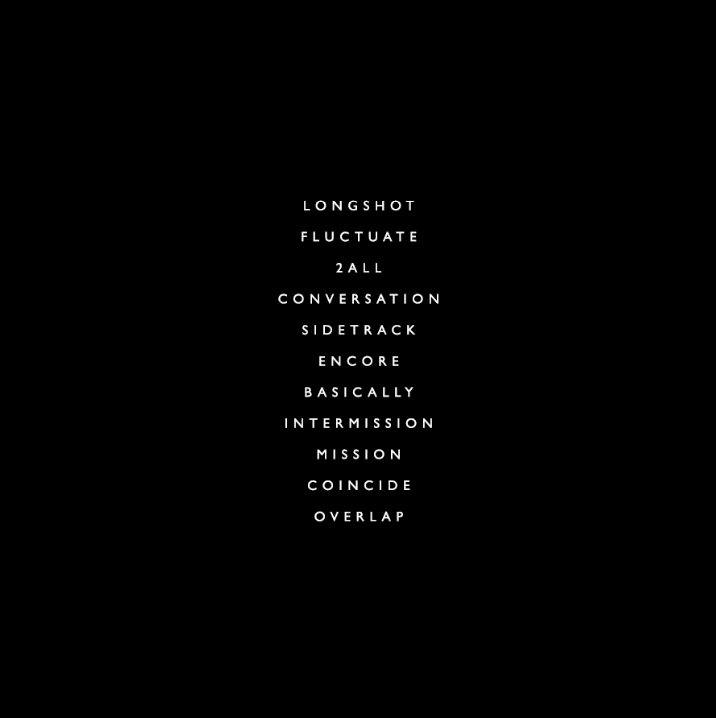 LONGSHOT
FLUCTUATE
2ALL
CONVERSATION
SIDETRACK
ENCORE
BASICALLY
INTERMISSION
MISSION
COINCIDE
OVERLAP